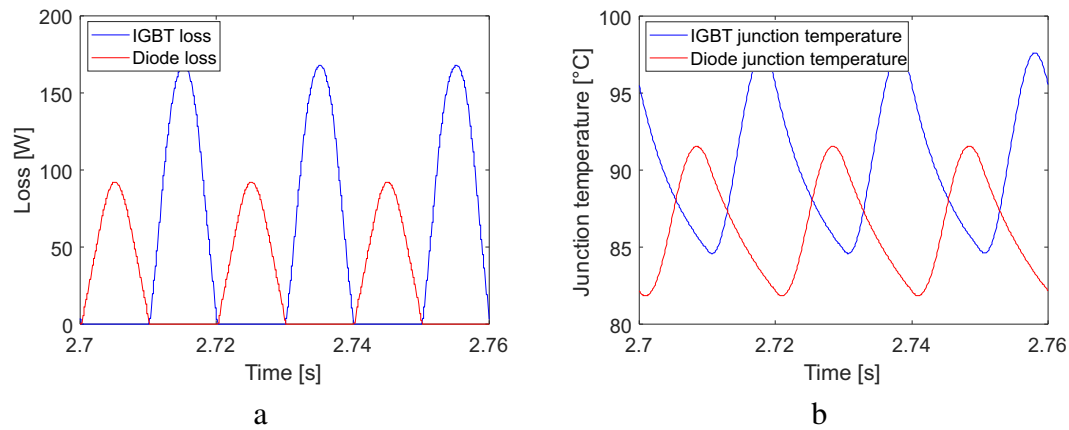 200
150
100
50
0
Loss [W]
IGBT loss
Diode loss
2.7
2.72
2.74
2.76
Time [s]
a
100
95
90
85
80
Junction temperature [°C]
IGBT junction temperature
Diode junction temperature
2.7
2.72
2.74
2.76
Time [s]
b